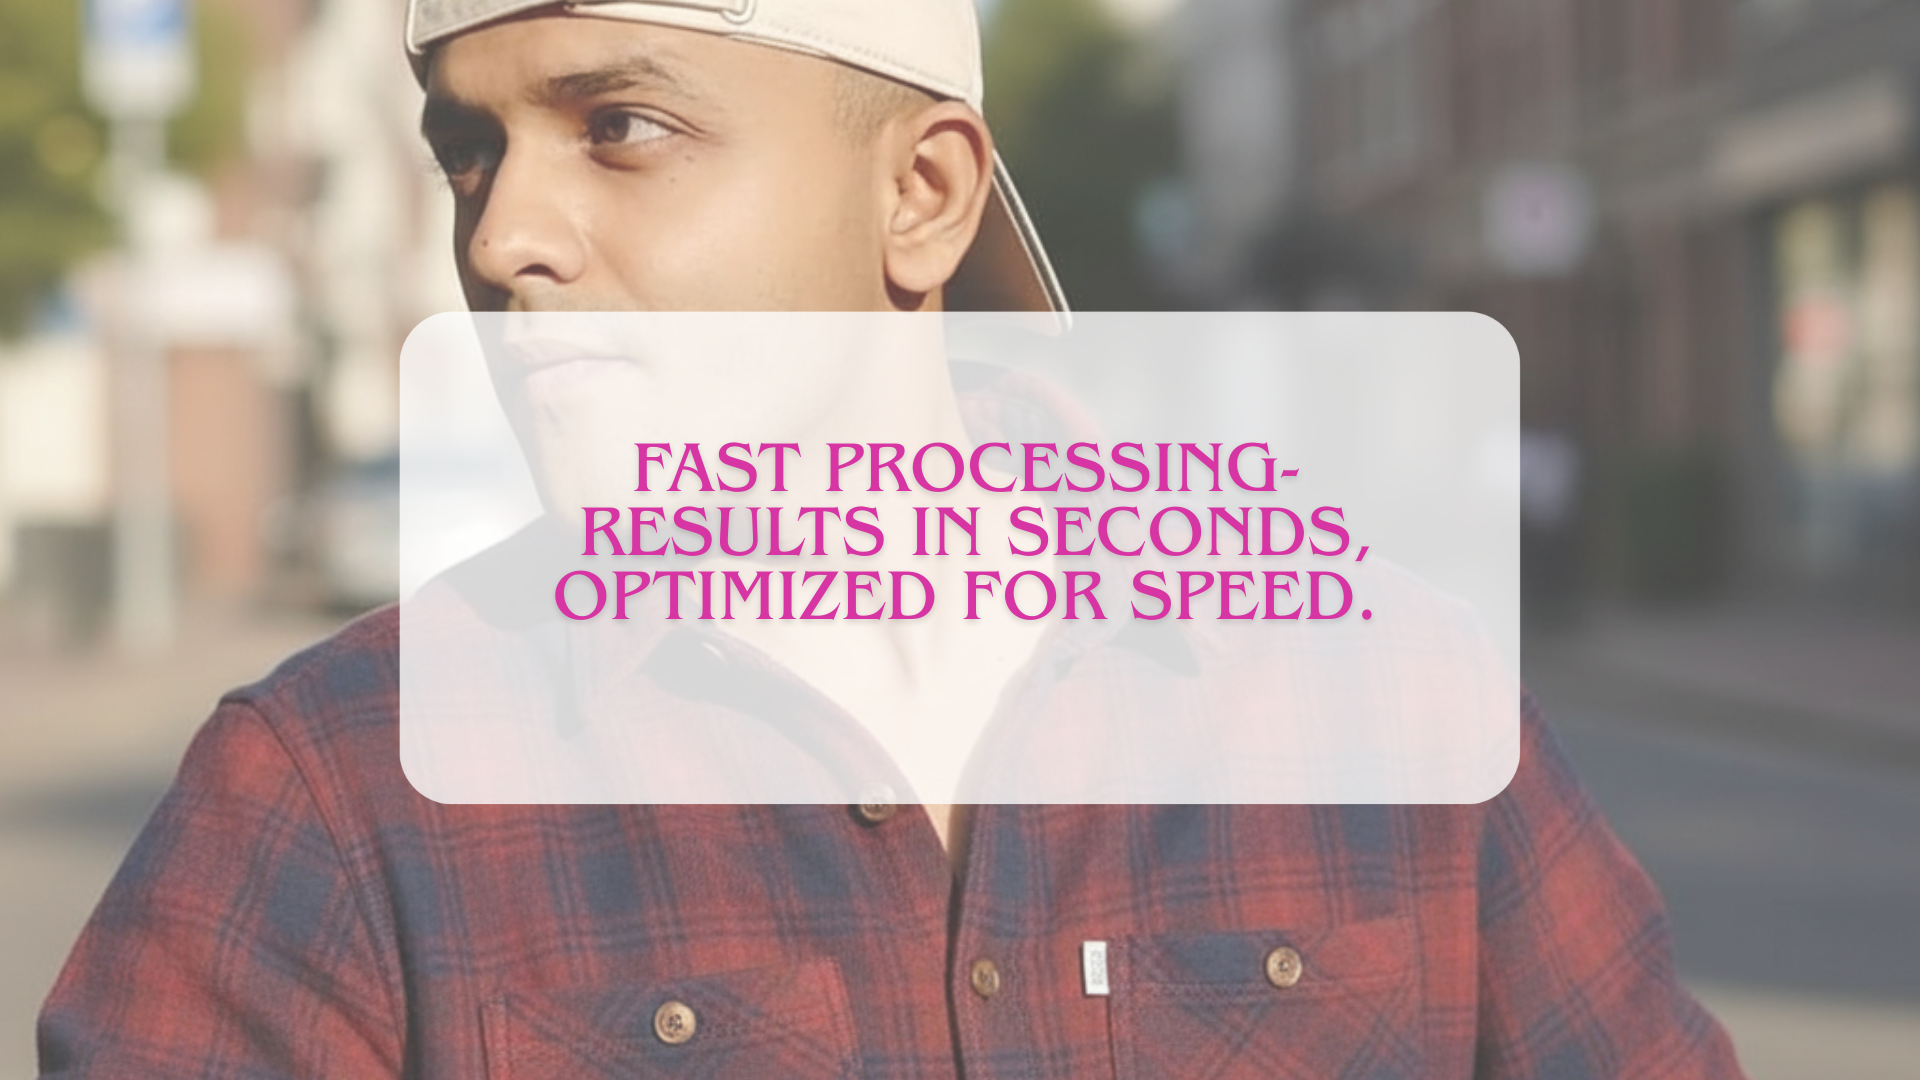 FAST PROCESSING-
RESULTS IN SECONDS,
OPTIMIZED FOR SPEED.